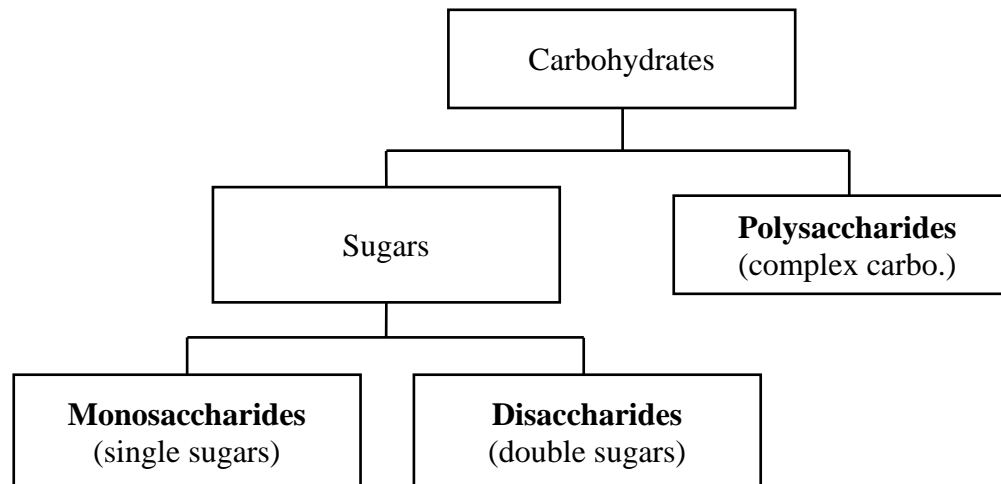 Carbohydrates
Sugars
Polysaccharides
(complex carbo.)
Monosaccharides
(single sugars)
Disaccharides
(double sugars)